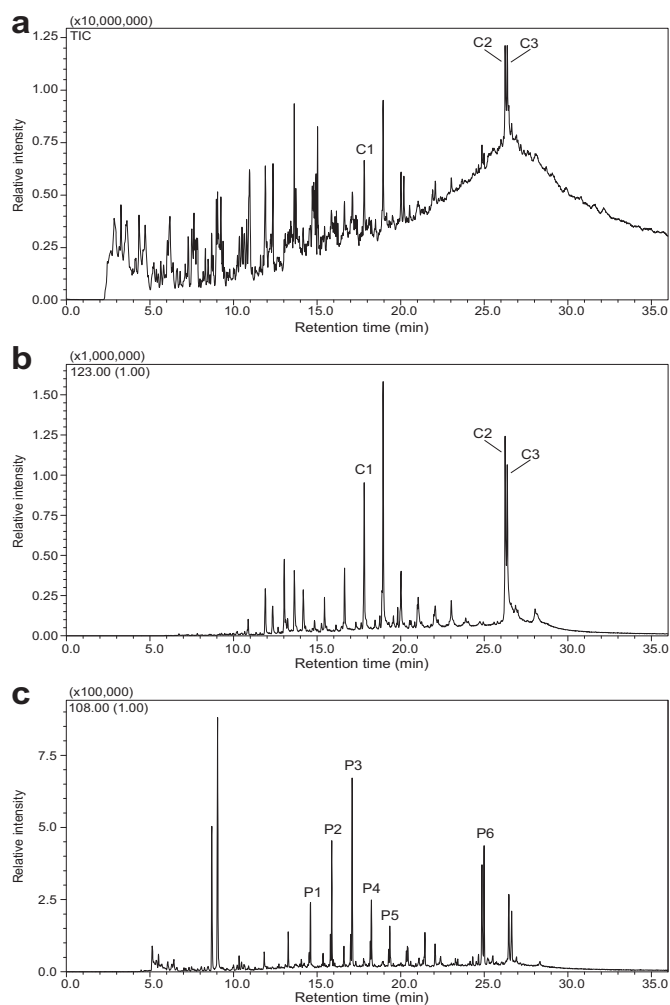 a
(x10,000,000)
TIC
1.25
1.00
0.75
0.50
0.25
0.00
Relative intensity
C1
C2
C3
0.0 5.0 10.0 15.0 20.0 25.0 30.0 35.0
Retention time (min)
b
(x1,000,000)
123.00 (1.00)
1.50
1.25
1.00
0.75
0.50
0.25
0.00
Relative intensity
C1
C2
C3
0.0 5.0 10.0 15.0 20.0 25.0 30.0 35.0
Retention time (min)
c
(x100,000)
108.00 (1.00)
7.5
5.0
2.5
0.0
Relative intensity
P1
P2
P3
P4
P5
P6
0.0 5.0 10.0 15.0 20.0 25.0 30.0 35.0
Retention time (min)